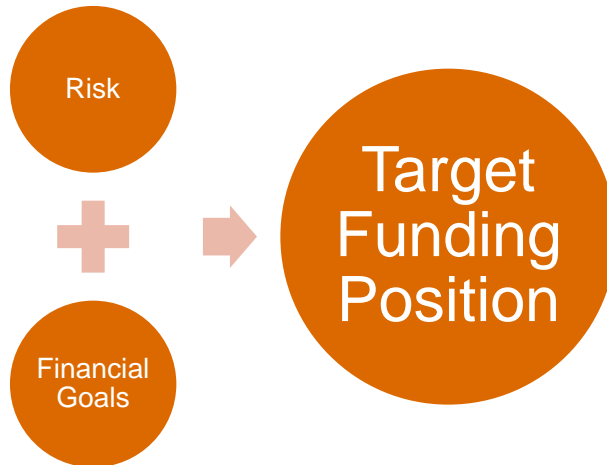 Risk
Financial
Goals
Target
Funding
Position